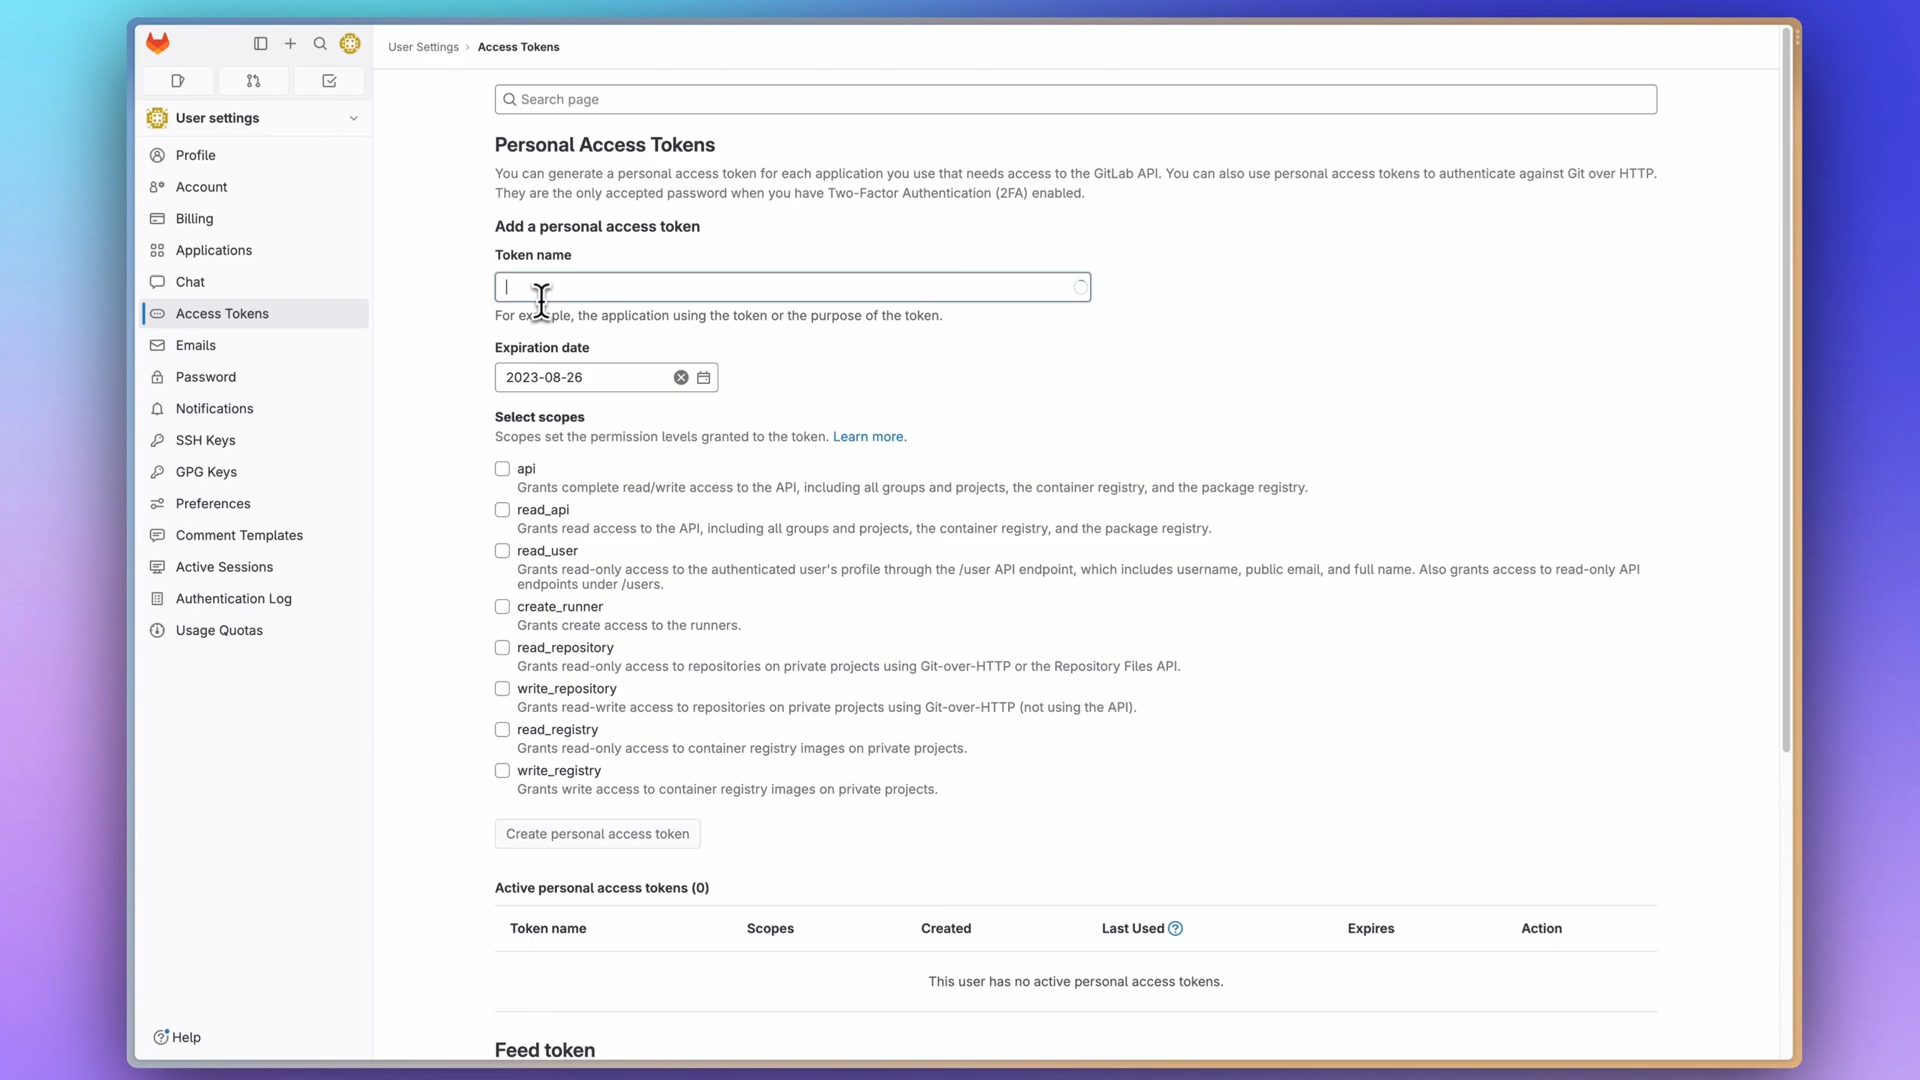 User Settings › Access Tokens
User settings
Profile
Account
Billing
Applications
Chat
Access Tokens
Emails
Password
Notifications
SSH Keys
GPG Keys
Preferences
Comment Templates
Active Sessions
Authentication Log
Usage Quotas
Help
Search page
Personal Access Tokens
You can generate a personal access token for each application you use that needs access to the GitLab API. You can also use personal access tokens to authenticate against Git over HTTP.
They are the only accepted password when you have Two-Factor Authentication (2FA) enabled.
Add a personal access token
Token name
For example, the application using the token or the purpose of the token.
Expiration date
2023-08-26
Select scopes
Scopes set the permission levels granted to the token. Learn more.
api
Grants complete read/write access to the API, including all groups and projects, the container registry, and the package registry.
read_api
Grants read access to the API, including all groups and projects, the container registry, and the package registry.
read_user
Grants read-only access to the authenticated user's profile through the /user API endpoint, which includes username, public email, and full name. Also grants access to read-only API
endpoints under /users.
create_runner
Grants create access to the runners.
read_repository
Grants read-only access to repositories on private projects using Git-over-HTTP or the Repository Files API.
write_repository
Grants read-write access to repositories on private projects using Git-over-HTTP (not using the API).
read_registry
Grants read-only access to container registry images on private projects.
write_registry
Grants write access to container registry images on private projects.
Create personal access token
Active personal access tokens (0)
Token name Scopes Created Last Used Expires Action
This user has no active personal access tokens.
Feed token